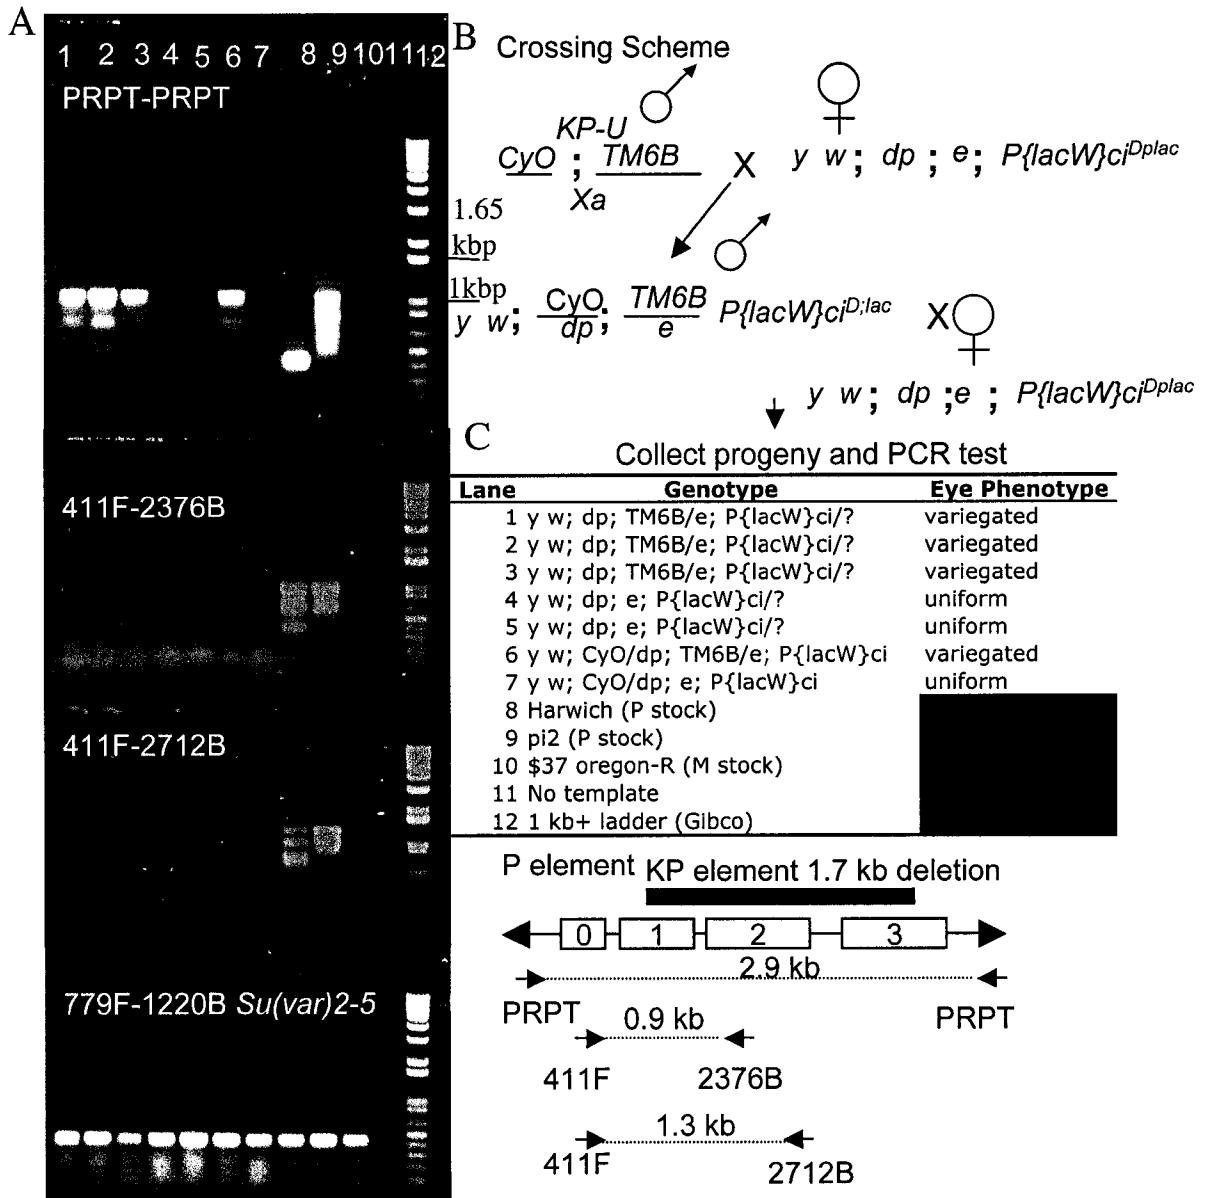 A
1 2 3 4 5 6 7 8 9 10 11 12
PRPT-PRPT
1.65
kbp
1kbp
411F-2376B
411F-2712B
779F-1220B Su(var)2-5
B
Crossing Scheme
KP-U
CyO ; TM6B
Xa
X
y w ; dp ; e ; P{lacW}ciDplac
y w; CyO ; TM6B P{lacW}ciD;lac
dp e
X
y w ; dp ; e ; P{lacW}ciDplac
C
Collect progeny and PCR test
Lane Genotype Eye Phenotype
1 y w; dp; TM6B/e; P{lacW}ci/? variegated
2 y w; dp; TM6B/e; P{lacW}ci/? variegated
3 y w; dp; TM6B/e; P{lacW}ci/? variegated
4 y w; dp; e; P{lacW}ci/? uniform
5 y w; dp; e; P{lacW}ci/? uniform
6 y w; CyO/dp; TM6B/e; P{lacW}ci variegated
7 y w; CyO/dp; e; P{lacW}ci uniform
8 Harwich (P stock)
9 pi2 (P stock)
10 $37 oregon-R (M stock)
11 No template
12 1 kb+ ladder (Gibco)
P element KP element 1.7 kb deletion
0 1 2 3
2.9 kb
PRPT PRPT
0.9 kb
411F 2376B
1.3 kb
411F 2712B